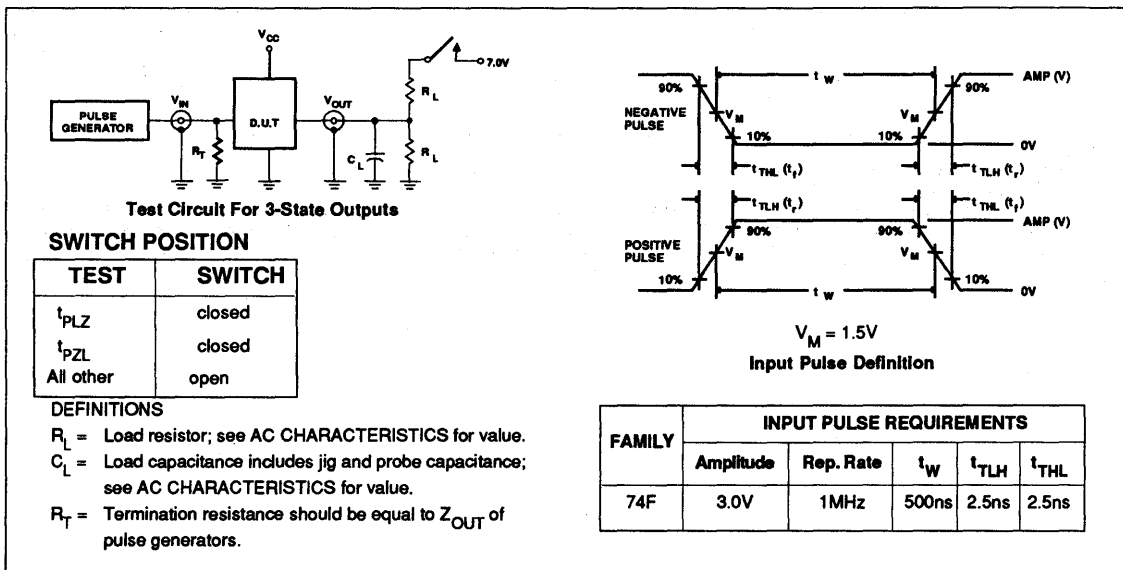 VCC
7.0V
RL
VIN
VOUT
PULSE
GENERATOR
D.U.T
RT
CL
RL
Test Circuit For 3-State Outputs
SWITCH POSITION
TEST SWITCH
tPLZ closed
tPZL closed
All other open
DEFINITIONS
RL = Load resistor; see AC CHARACTERISTICS for value.
CL = Load capacitance includes jig and probe capacitance;
see AC CHARACTERISTICS for value.
RT = Termination resistance should be equal to ZOUT of
pulse generators.
tW
AMP (V)
90% 90%
NEGATIVE
PULSE
VM VM
10% 10%
0V
tTHL (tf) tTLH (tr)
tTLH (tr) tTHL (tf)
AMP (V)
90% 90%
POSITIVE
PULSE
VM VM
10% 10%
tW
0V
VM = 1.5V
Input Pulse Definition
FAMILY INPUT PULSE REQUIREMENTS
Amplitude Rep. Rate tW tTLH tTHL
74F 3.0V 1MHz 500ns 2.5ns 2.5ns